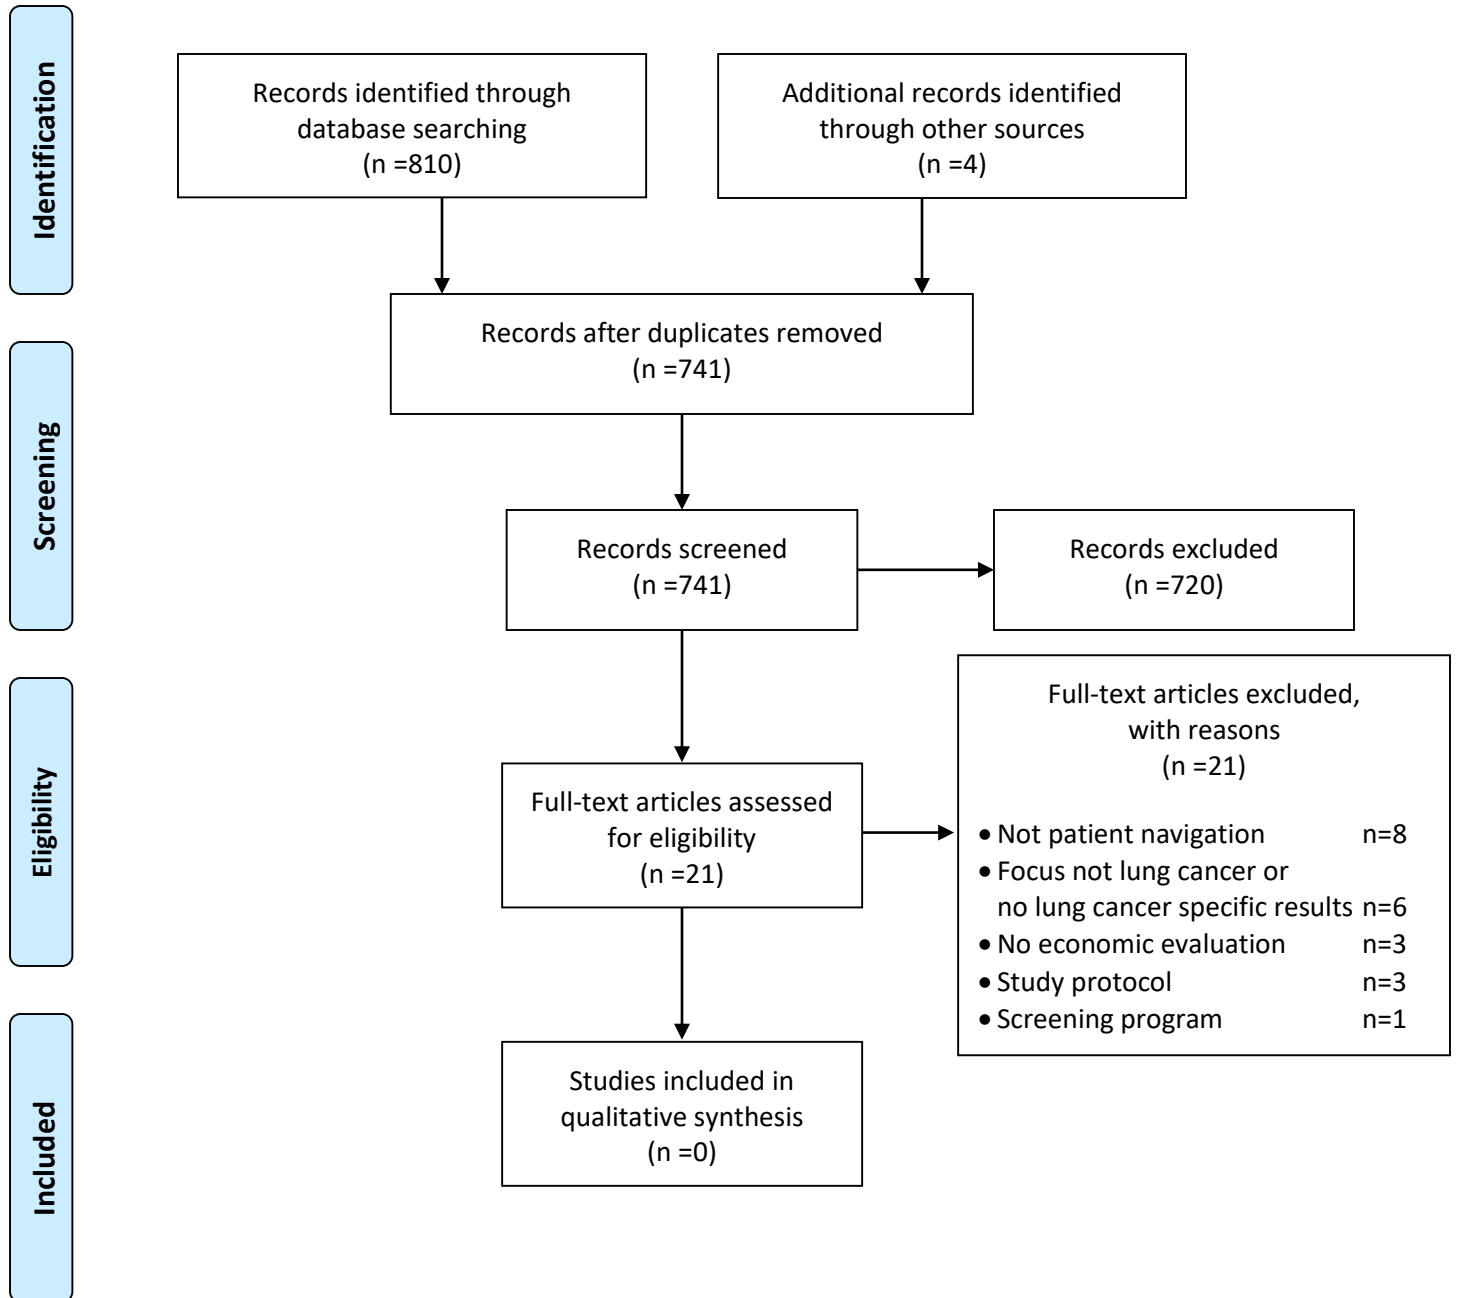 Identification
Records identified through
database searching
(n =810)
Additional records identified
through other sources
(n =4)
Records after duplicates removed
(n =741)
Screening
Records screened
(n =741)
Records excluded
(n =720)
Eligibility
Full-text articles assessed
for eligibility
(n =21)
Full-text articles excluded,
with reasons
(n =21)
• Not patient navigation n=8
• Focus not lung cancer or
no lung cancer specific results n=6
• No economic evaluation n=3
• Study protocol n=3
• Screening program n=1
Included
Studies included in
qualitative synthesis
(n =0)